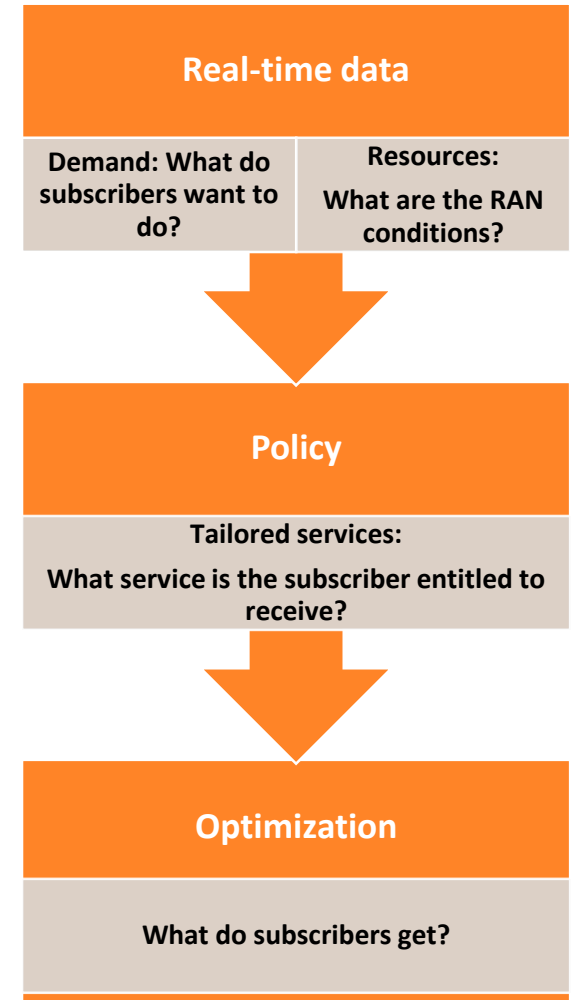 Real-time data
Demand: What do
subscribers want to
do?
Resources:
What are the RAN
conditions?
Policy
Tailored services:
What service is the subscriber entitled to
receive?
Optimization
What do subscribers get?